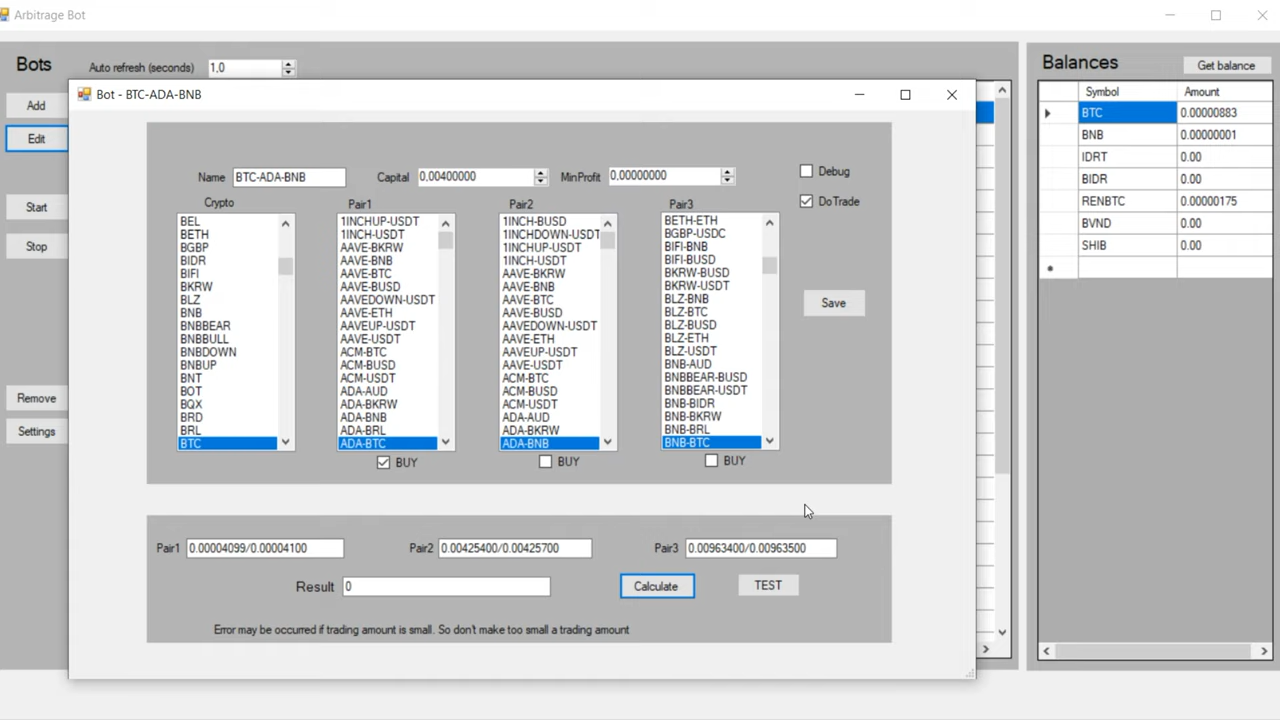 Arbitrage Bot
Bots
Auto refresh (seconds) 1,0
Balances
Get balance
Add
Edit
Start
Stop
Remove
Settings
Bot - BTC-ADA-BNB
Name BTC-ADA-BNB Capital 0,00400000 MinProfit 0,00000000
Debug
DoTrade
Save
Crypto
BEL
BETH
BGBP
BIDR
BIFI
BKRW
BLZ
BNB
BNBBEAR
BNBBULL
BNBDOWN
BNBUP
BNT
BOT
BQX
BRD
BRL
BTC
Pair1
1INCHUP-USDT
1INCH-USDT
AAVE-BKRW
AAVE-BNB
AAVE-BTC
AAVE-BUSD
AAVEDOWN-USDT
AAVE-ETH
AAVEUP-USDT
AAVE-USDT
ACM-BTC
ACM-BUSD
ACM-USDT
ADA-AUD
ADA-BKRW
ADA-BNB
ADA-BRL
ADA-BTC
BUY
Pair2
1INCH-BUSD
1INCHDOWN-USDT
1INCHUP-USDT
1INCH-USDT
AAVE-BKRW
AAVE-BNB
AAVE-BTC
AAVE-BUSD
AAVEDOWN-USDT
AAVE-ETH
AAVEUP-USDT
AAVE-USDT
ACM-BTC
ACM-BUSD
ACM-USDT
ADA-AUD
ADA-BKRW
ADA-BNB
BUY
Pair3
BETH-ETH
BGBP-USDC
BIFI-BNB
BIFI-BUSD
BKRW-BUSD
BKRW-USDT
BLZ-BNB
BLZ-BTC
BLZ-BUSD
BLZ-ETH
BLZ-USDT
BNB-AUD
BNBBEAR-BUSD
BNBBEAR-USDT
BNB-BIDR
BNB-BKRW
BNB-BRL
BNB-BTC
BUY
Pair1 0.00004099/0.00004100 Pair2 0.00425400/0.00425700 Pair3 0.00963400/0.00963500
Result 0 Calculate TEST
Error may be occurred if trading amount is small. So don't make too small a trading amount
Symbol Amount
BTC 0.00000883
BNB 0.00000001
IDRT 0.00
BIDR 0.00
RENBTC 0.00000175
BVND 0.00
SHIB 0.00